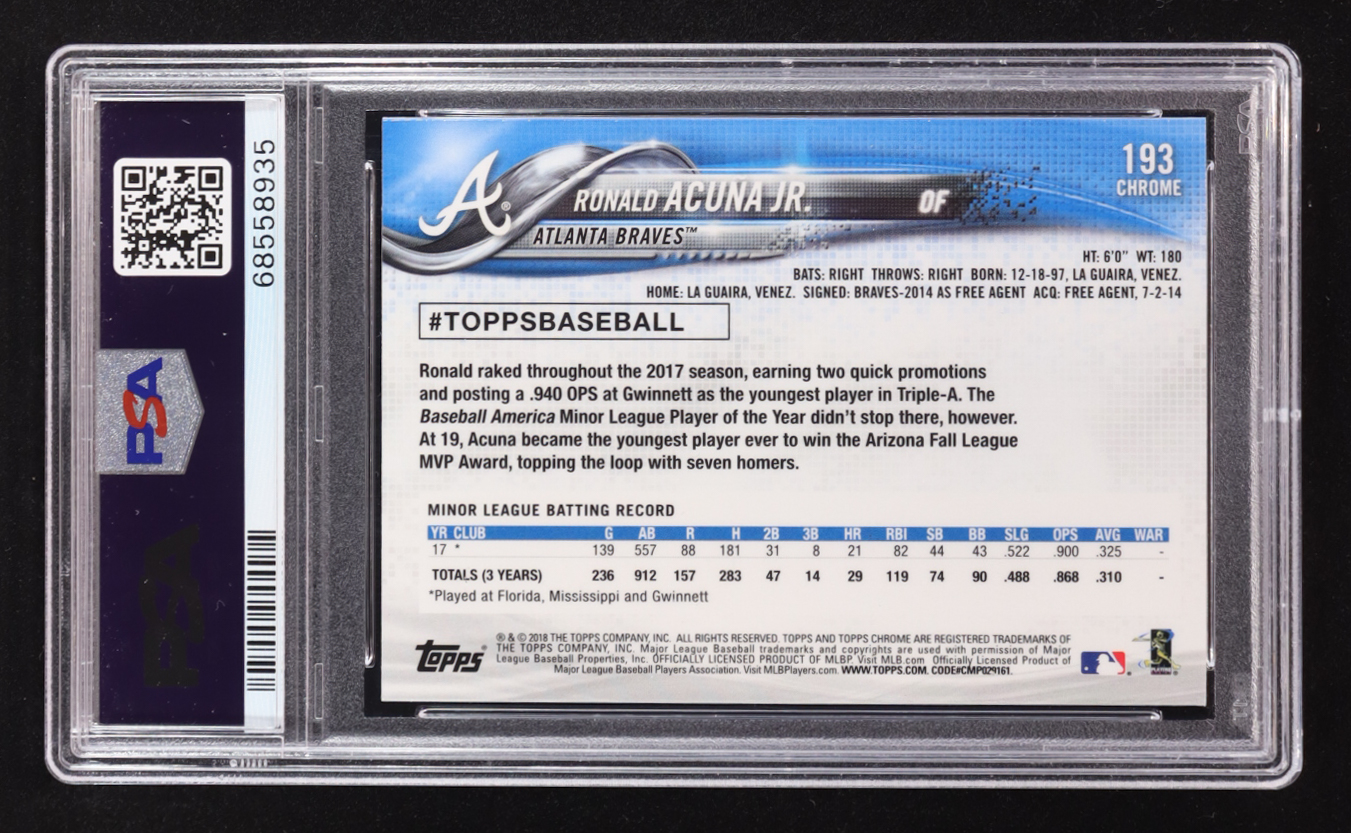 68558935
PSA
PSA
193
CHROME
A®
RONALD ACUNA JR. OF
ATLANTA BRAVES™
HT: 6'0" WT: 180
BATS: RIGHT THROWS: RIGHT BORN: 12-18-97, LA GUAIRA, VENEZ.
HOME: LA GUAIRA, VENEZ. SIGNED: BRAVES-2014 AS FREE AGENT ACQ: FREE AGENT, 7-2-14
#TOPPSBASEBALL
Ronald raked throughout the 2017 season, earning two quick promotions
and posting a .940 OPS at Gwinnett as the youngest player in Triple-A. The
Baseball America Minor League Player of the Year didn't stop there, however.
At 19, Acuna became the youngest player ever to win the Arizona Fall League
MVP Award, topping the loop with seven homers.
MINOR LEAGUE BATTING RECORD
YR CLUB G AB R H 2B 3B HR RBI SB BB SLG OPS AVG WAR
17 * 139 557 88 181 31 8 21 82 44 43 .522 .900 .325 -
TOTALS (3 YEARS) 236 912 157 283 47 14 29 119 74 90 .488 .868 .310 -
*Played at Florida, Mississippi and Gwinnett
Topps®
® & © 2018 THE TOPPS COMPANY, INC. ALL RIGHTS RESERVED. TOPPS AND TOPPS CHROME ARE REGISTERED TRADEMARKS OF
THE TOPPS COMPANY, INC. Major League Baseball trademarks and copyrights are used with permission of Major
League Baseball Properties, Inc. OFFICIALLY LICENSED PRODUCT OF MLBP. Visit MLB.com Officially Licensed Product of
Major League Baseball Players Association. Visit MLBPlayers.com. WWW.TOPPS.COM. CODE#CMP029161.